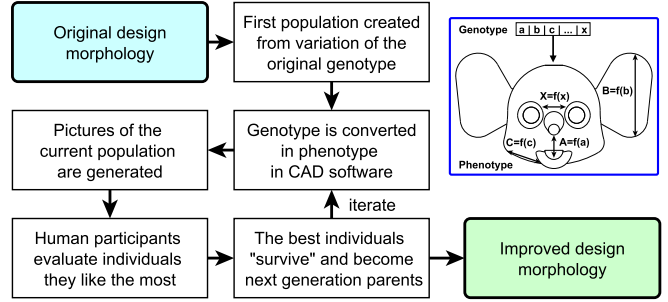 Original design
morphology
First population created
from variation of the
original genotype
Genotype is converted
in phenotype
in CAD software
Pictures of the
current population
are generated
Human participants
evaluate individuals
they like the most
iterate
The best individuals
"survive" and become
next generation parents
Improved design
morphology
Genotype
a | b | c | ... | x
X=f(x)
B=f(b)
C=f(c)
A=f(a)
Phenotype